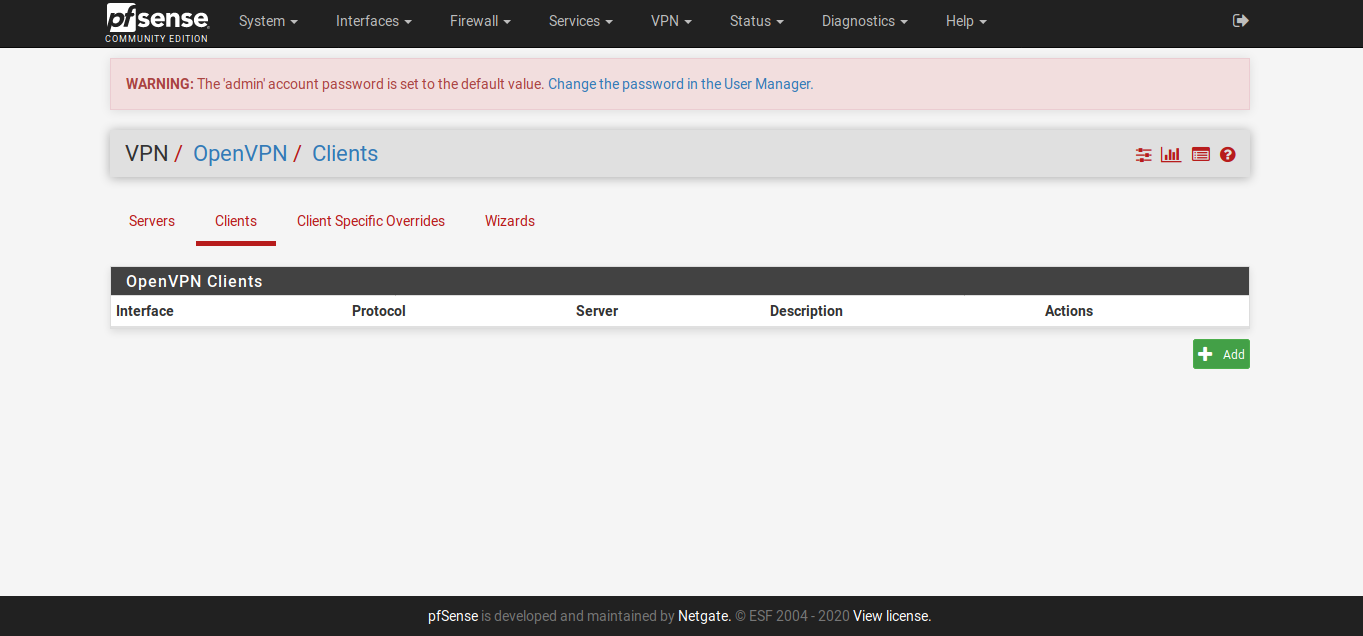 pfsense
COMMUNITY EDITION
System Interfaces Firewall Services VPN Status Diagnostics Help
WARNING: The 'admin' account password is set to the default value. Change the password in the User Manager.
VPN / OpenVPN / Clients
Servers Clients Client Specific Overrides Wizards
OpenVPN Clients
Interface Protocol Server Description Actions
Add
pfSense is developed and maintained by Netgate. © ESF 2004 - 2020 View license.